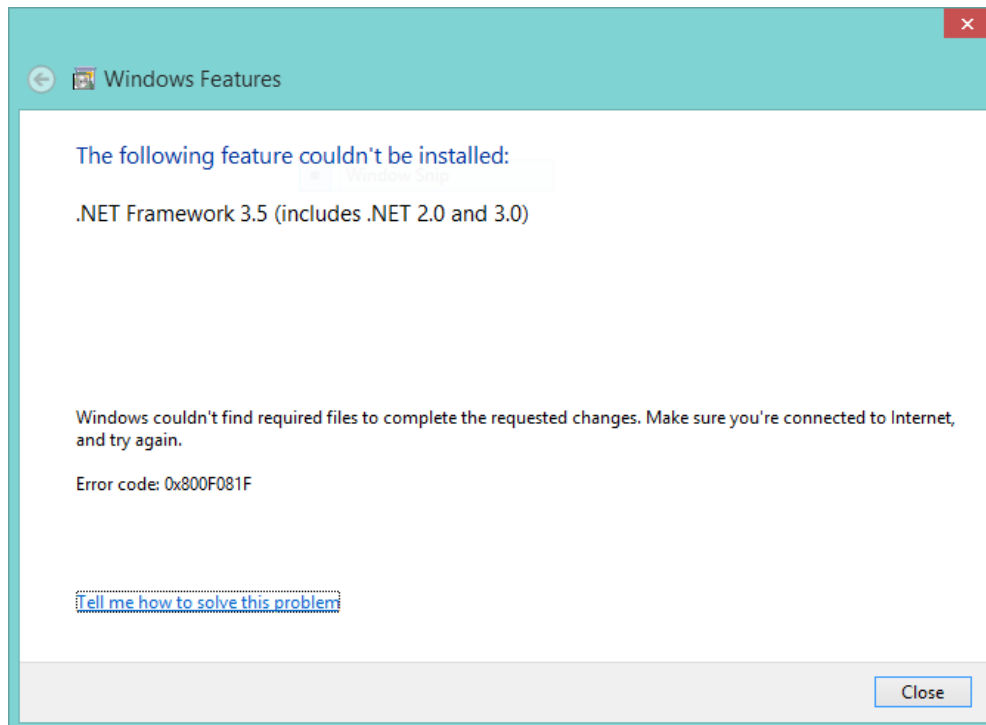 Windows Features
The following feature couldn't be installed:
Window Snip
.NET Framework 3.5 (includes .NET 2.0 and 3.0)
Windows couldn't find required files to complete the requested changes. Make sure you're connected to Internet,
and try again.
Error code: 0x800F081F
Tell me how to solve this problem
Close